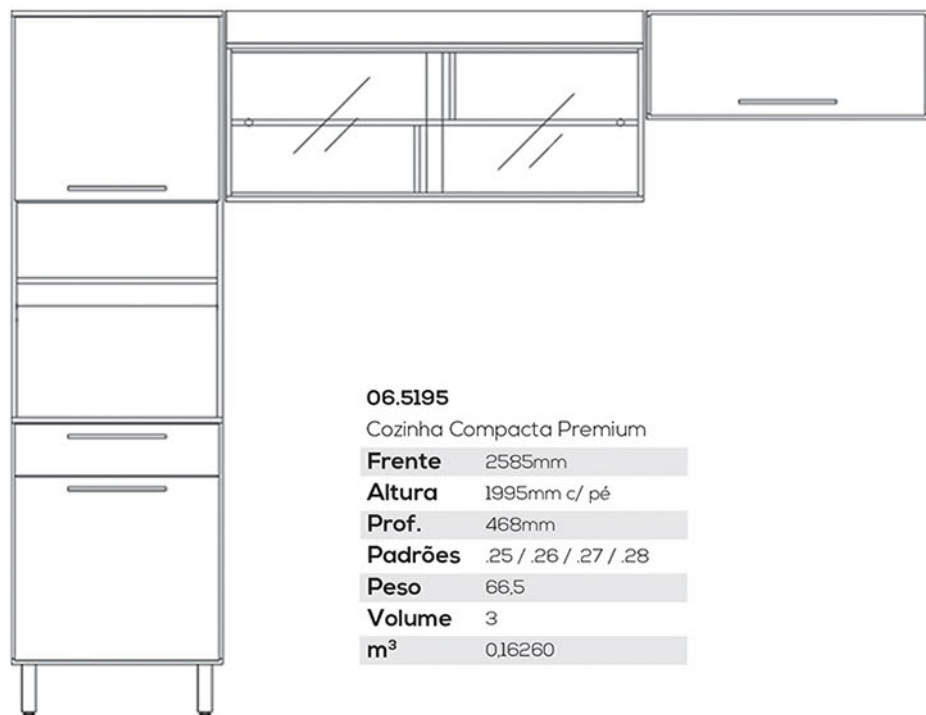 06.5195
Cozinha Compacta Premium
Frente 2585mm
Altura 1995mm c/ pé
Prof. 468mm
Padrões .25 / .26 / .27 / .28
Peso 66,5
Volume 3
m³ 0,16260